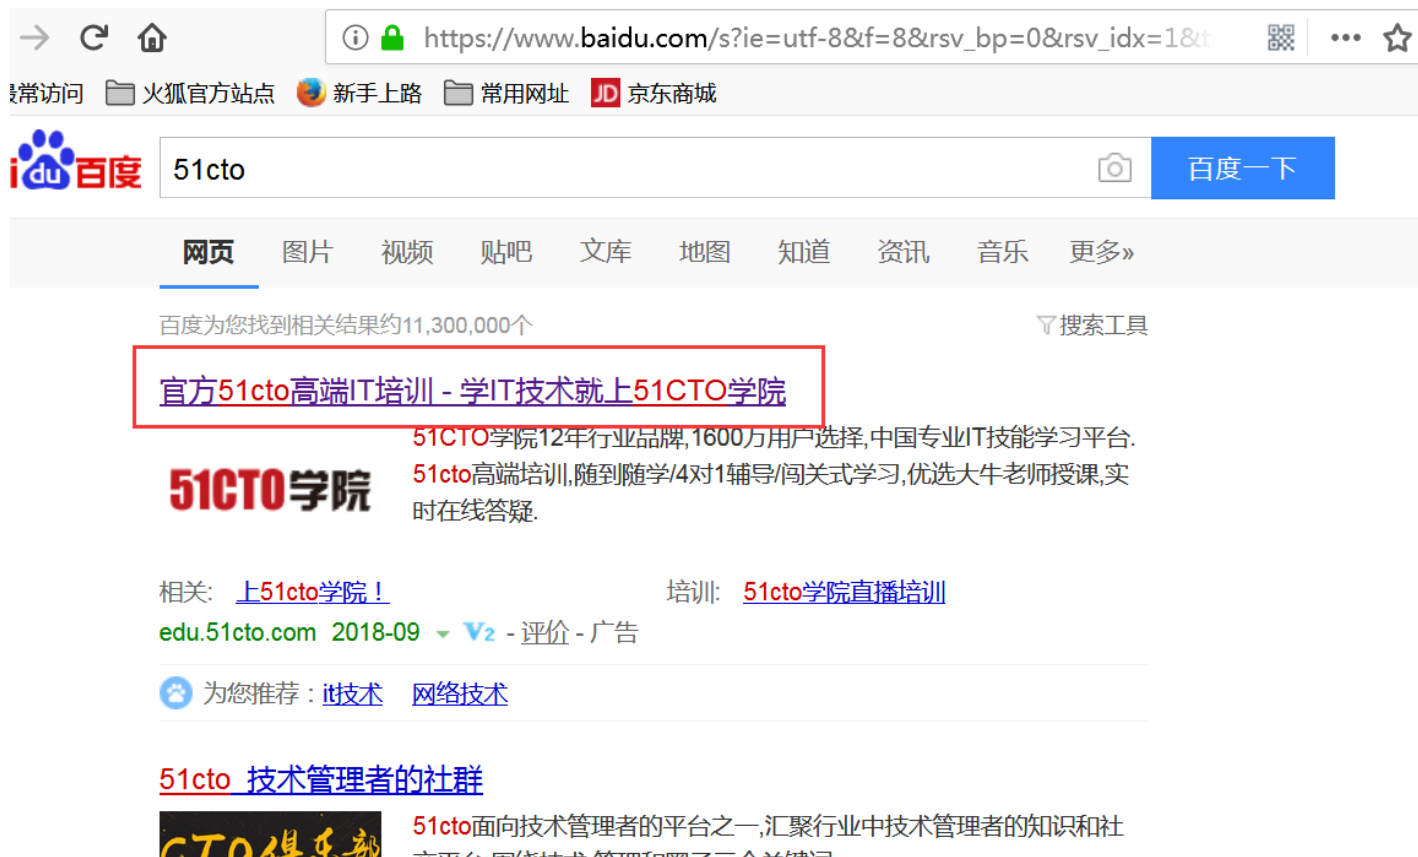 https://www.baidu.com/s?ie=utf-8&f=8&rsv_bp=0&rsv_idx=1&t
常访问 火狐官方站点 新手上路 常用网址 JD 京东商城
du百度 51cto 百度一下
网页 图片 视频 贴吧 文库 地图 知道 资讯 音乐 更多»
百度为您找到相关结果约11,300,000个 搜索工具
官方51cto高端IT培训 - 学IT技术就上51CTO学院
51CTO学院12年行业品牌,1600万用户选择,中国专业IT技能学习平台.
51CTO学院
51cto高端培训,随到随学/4对1辅导/闯关式学习,优选大牛老师授课,实
时在线答疑.
相关: 上51cto学院！ 培训: 51cto学院直播培训
edu.51cto.com 2018-09 V2 - 评价 - 广告
为您推荐：it技术 网络技术
51cto 技术管理者的社群
CTO俱乐部
51cto面向技术管理者的平台之一,汇聚行业中技术管理者的知识和社